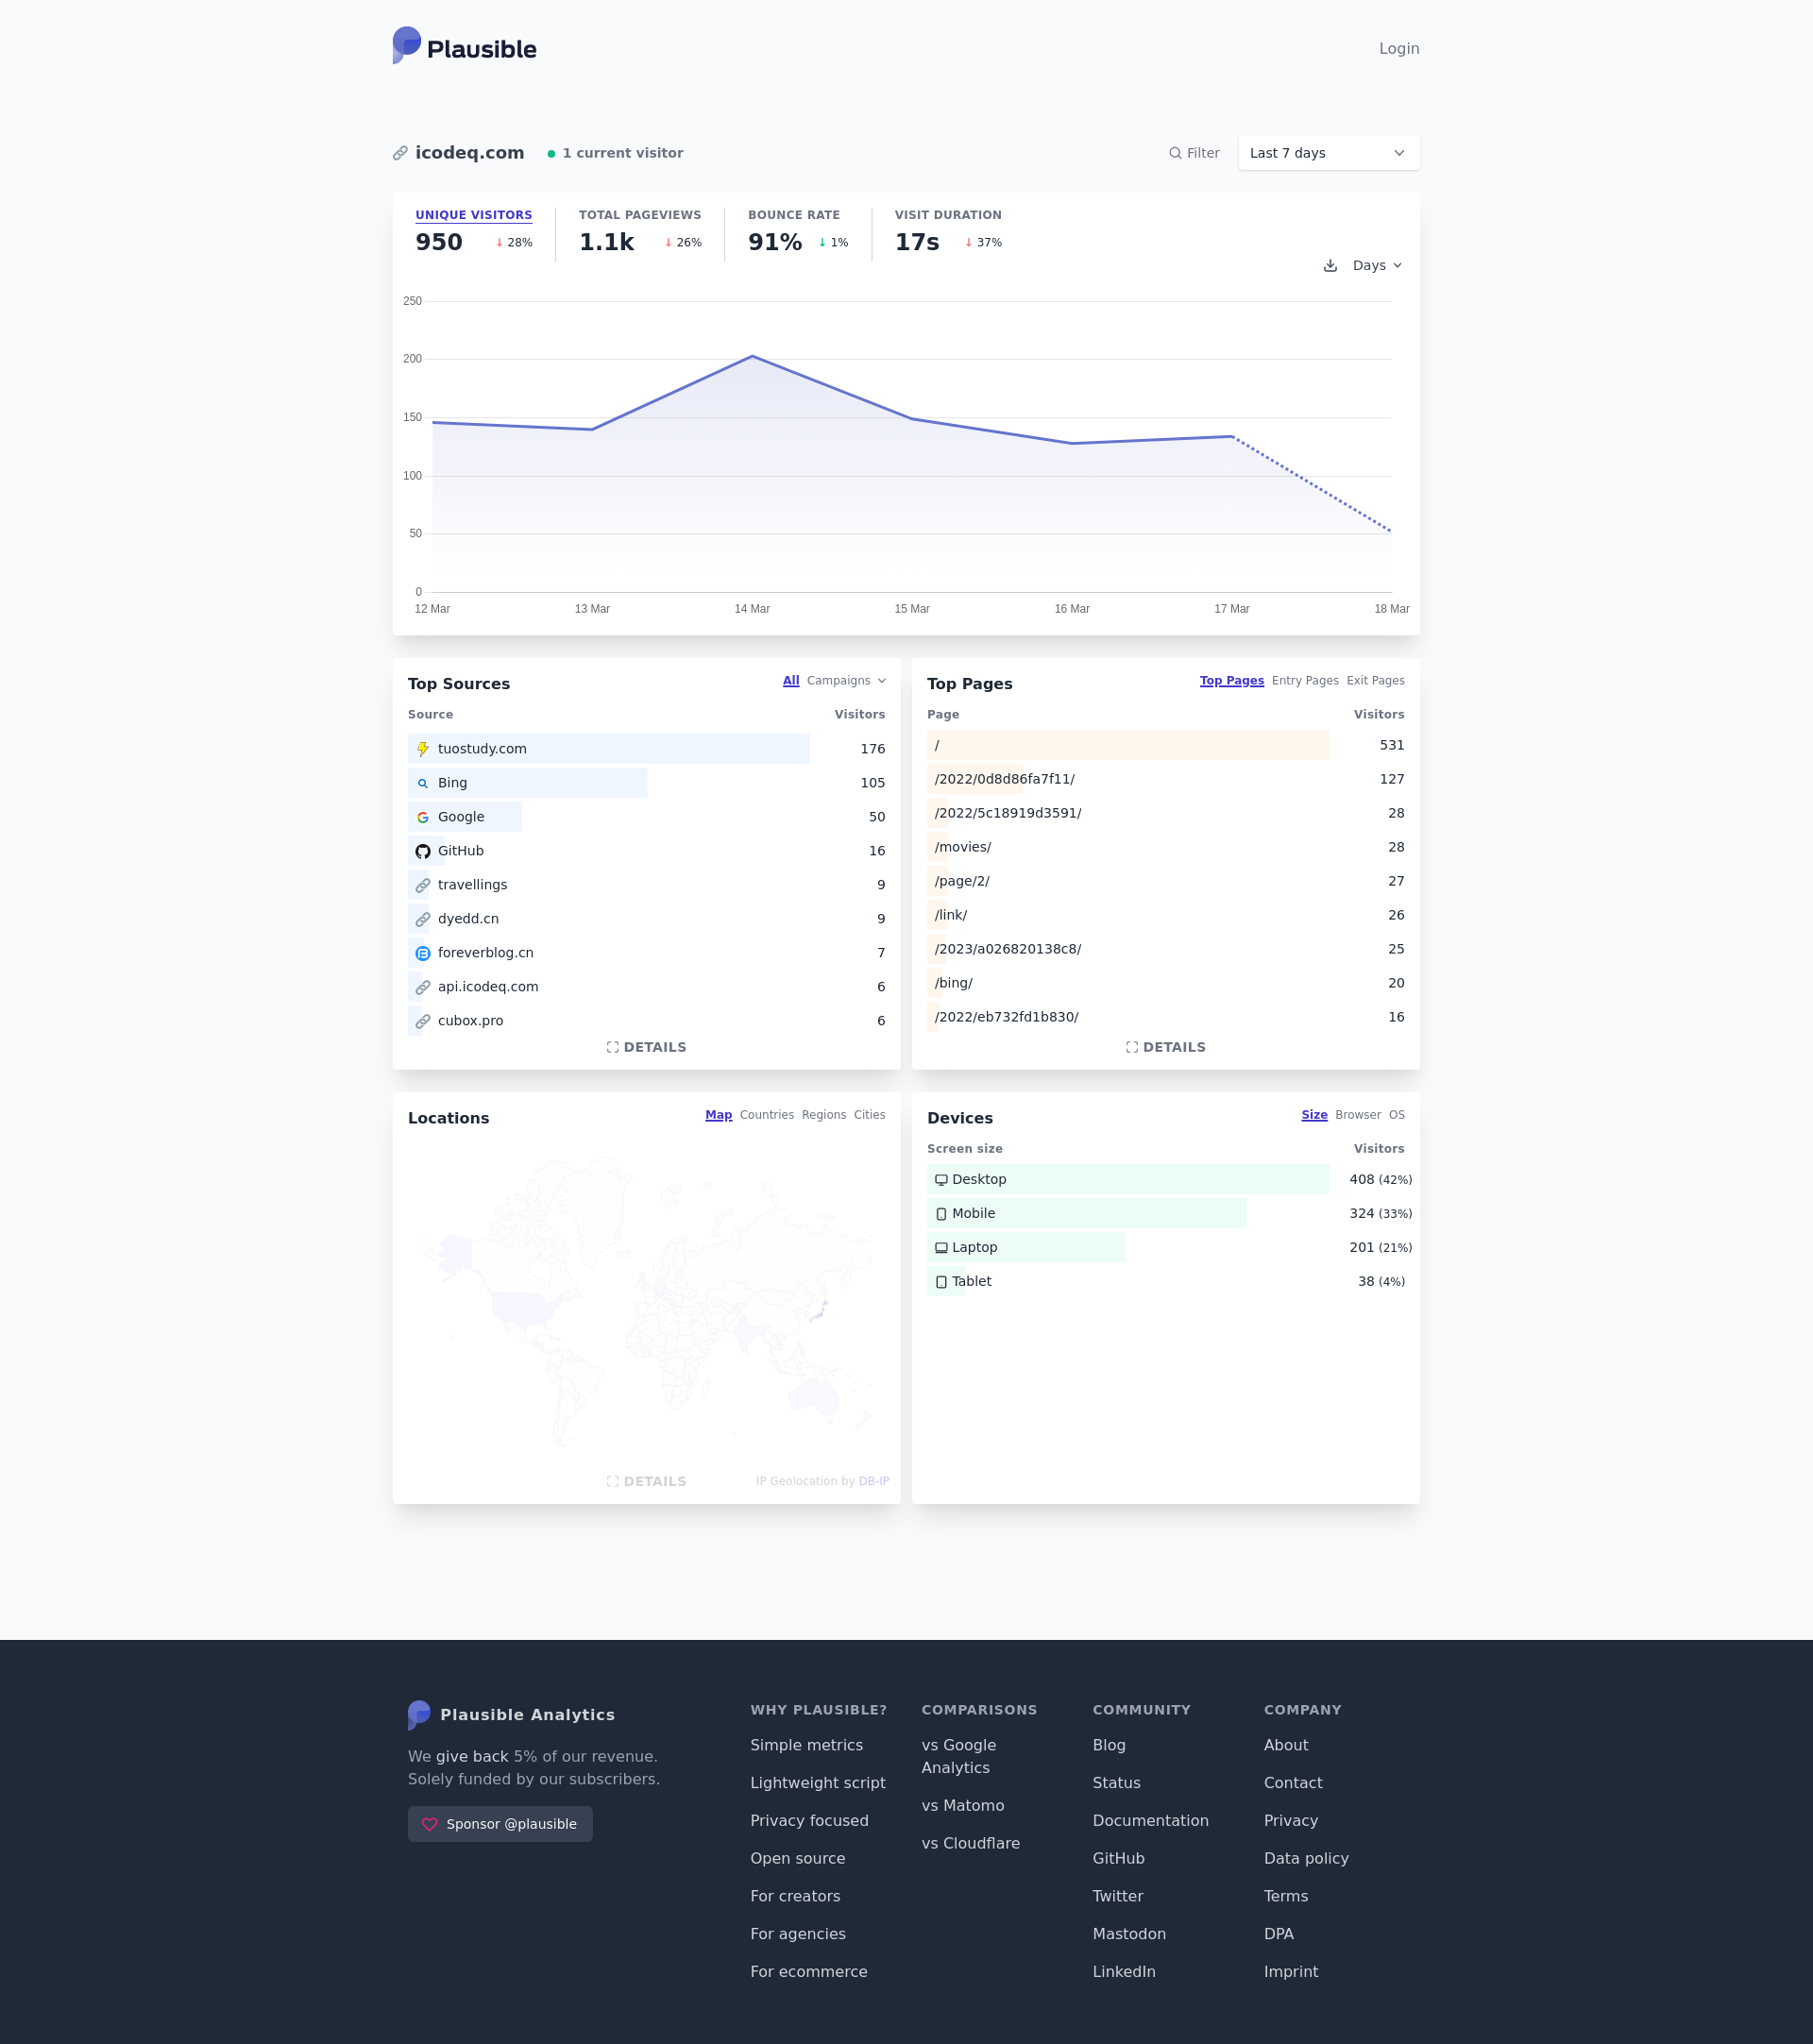 Plausible
Login
icodeq.com
1 current visitor
Filter
Last 7 days
UNIQUE VISITORS
950
↓ 28%
TOTAL PAGEVIEWS
1.1k
↓ 26%
BOUNCE RATE
91%
↓ 1%
VISIT DURATION
17s
↓ 37%
Days
250
200
150
100
50
0
12 Mar
13 Mar
14 Mar
15 Mar
16 Mar
17 Mar
18 Mar
Top Sources
All Campaigns
Source Visitors
tuostudy.com 176
Bing 105
Google 50
GitHub 16
travellings 9
dyedd.cn 9
foreverblog.cn 7
api.icodeq.com 6
cubox.pro 6
DETAILS
Top Pages
Top Pages Entry Pages Exit Pages
Page Visitors
/ 531
/2022/0d8d86fa7f11/ 127
/2022/5c18919d3591/ 28
/movies/ 28
/page/2/ 27
/link/ 26
/2023/a026820138c8/ 25
/bing/ 20
/2022/eb732fd1b830/ 16
DETAILS
Locations
Map Countries Regions Cities
DETAILS
IP Geolocation by DB-IP
Devices
Size Browser OS
Screen size Visitors
Desktop 408 (42%)
Mobile 324 (33%)
Laptop 201 (21%)
Tablet 38 (4%)
Plausible Analytics
We give back 5% of our revenue.
Solely funded by our subscribers.
Sponsor @plausible
WHY PLAUSIBLE?
Simple metrics
Lightweight script
Privacy focused
Open source
For creators
For agencies
For ecommerce
COMPARISONS
vs Google
Analytics
vs Matomo
vs Cloudflare
COMMUNITY
Blog
Status
Documentation
GitHub
Twitter
Mastodon
LinkedIn
COMPANY
About
Contact
Privacy
Data policy
Terms
DPA
Imprint